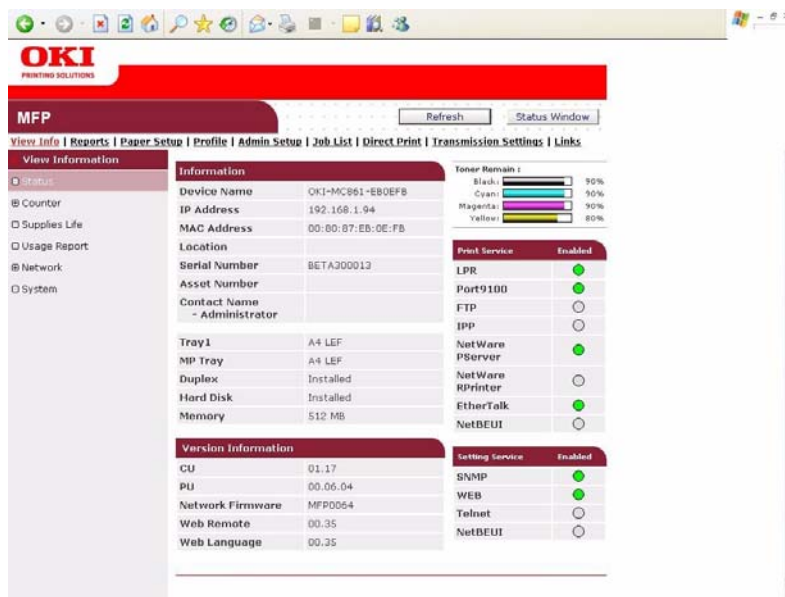 OKI
PRINTING SOLUTIONS
MFP
Refresh
Status Window
View Info | Reports | Paper Setup | Profile | Admin Setup | Job List | Direct Print | Transmission Settings | Links
View Information
Status
Counter
Supplies Life
Usage Report
Network
System
Information
Device Name OKI-MC861-EB0EFB
IP Address 192.168.1.94
MAC Address 00:80:87:EB:0E:FB
Location
Serial Number BETA300013
Asset Number
Contact Name
- Administrator
Tray1 A4 LEF
MP Tray A4 LEF
Duplex Installed
Hard Disk Installed
Memory 512 MB
Version Information
CU 01.17
PU 00.06.04
Network Firmware MFP0064
Web Remote 00.35
Web Language 00.35
Toner Remain :
Black: 90%
Cyan: 90%
Magenta: 90%
Yellow: 80%
Print Service Enabled
LPR
Port9100
FTP
IPP
NetWare
PServer
NetWare
RPrinter
EtherTalk
NetBEUI
Setting Service Enabled
SNMP
WEB
Telnet
NetBEUI